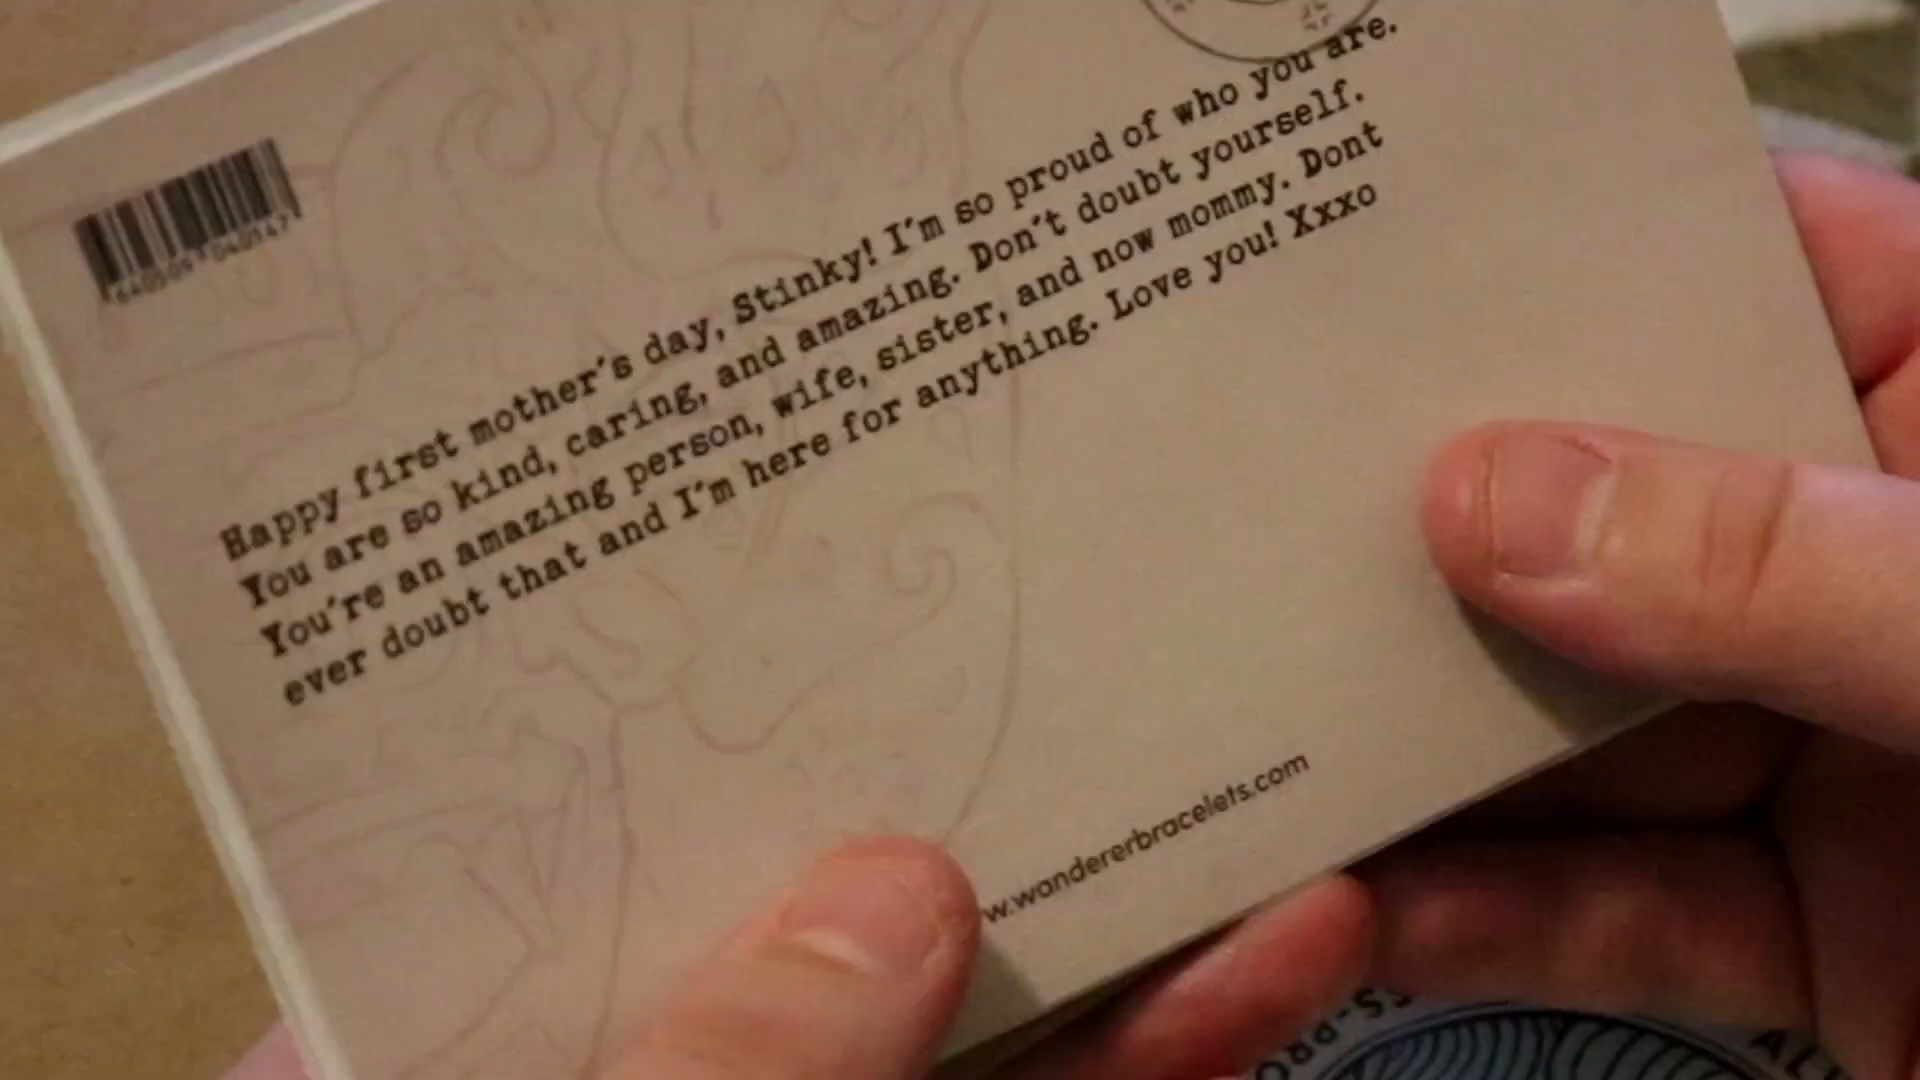 Happy first mother's day, Stinky! I'm so proud of who you are.
You are so kind, caring, and amazing. Don't doubt yourself.
You're an amazing person, wife, sister, and now mommy. Dont
ever doubt that and I'm here for anything. Love you! Xxxo
w.wandererbracelets.com